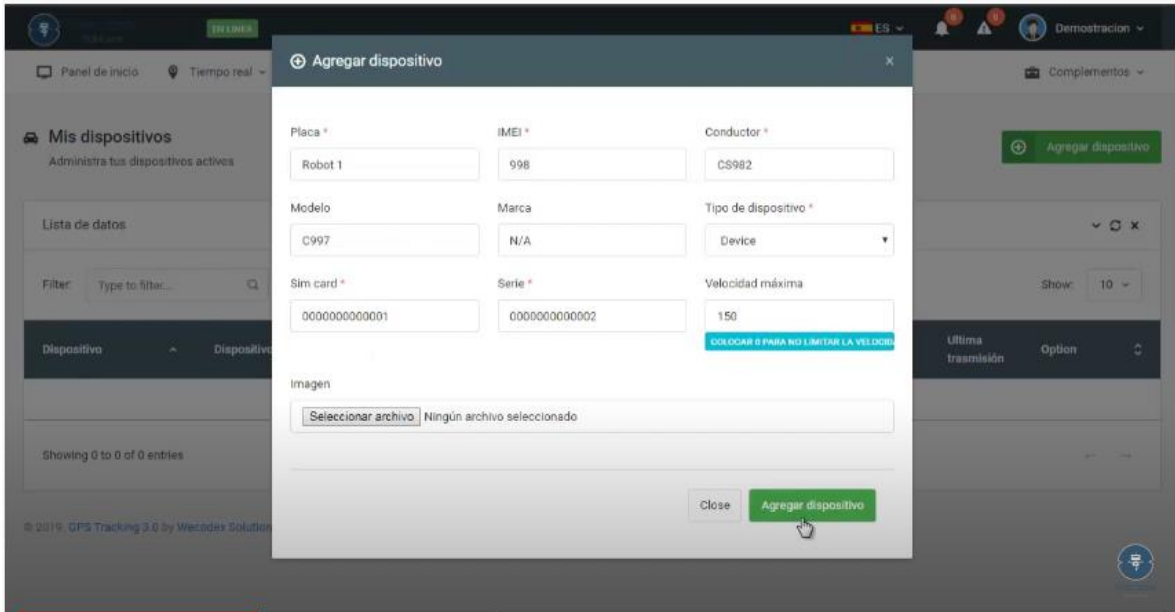 EN LINEA
ES
Demostracion
Panel de inicio
Tiempo real
Complementos
Mis dispositivos
Administra tus dispositivos activos
Agregar dispositivo
Lista de datos
Filter:
Type to filter...
Show:
10
Dispositivo
Ultima
trasmisión
Option
Showing 0 to 0 of 0 entries
© 2019. GPS Tracking 3.0 by Wecodex Solution
Agregar dispositivo
×
Placa *
IMEI *
Conductor *
Robot 1
998
CS982
Modelo
Marca
Tipo de dispositivo *
C997
N/A
Device
Sim card *
Serie *
Velocidad máxima
0000000000001
0000000000002
150
COLOCAR 0 PARA NO LIMITAR LA VELOCIDA
Imagen
Seleccionar archivo
Ningún archivo seleccionado
Close
Agregar dispositivo